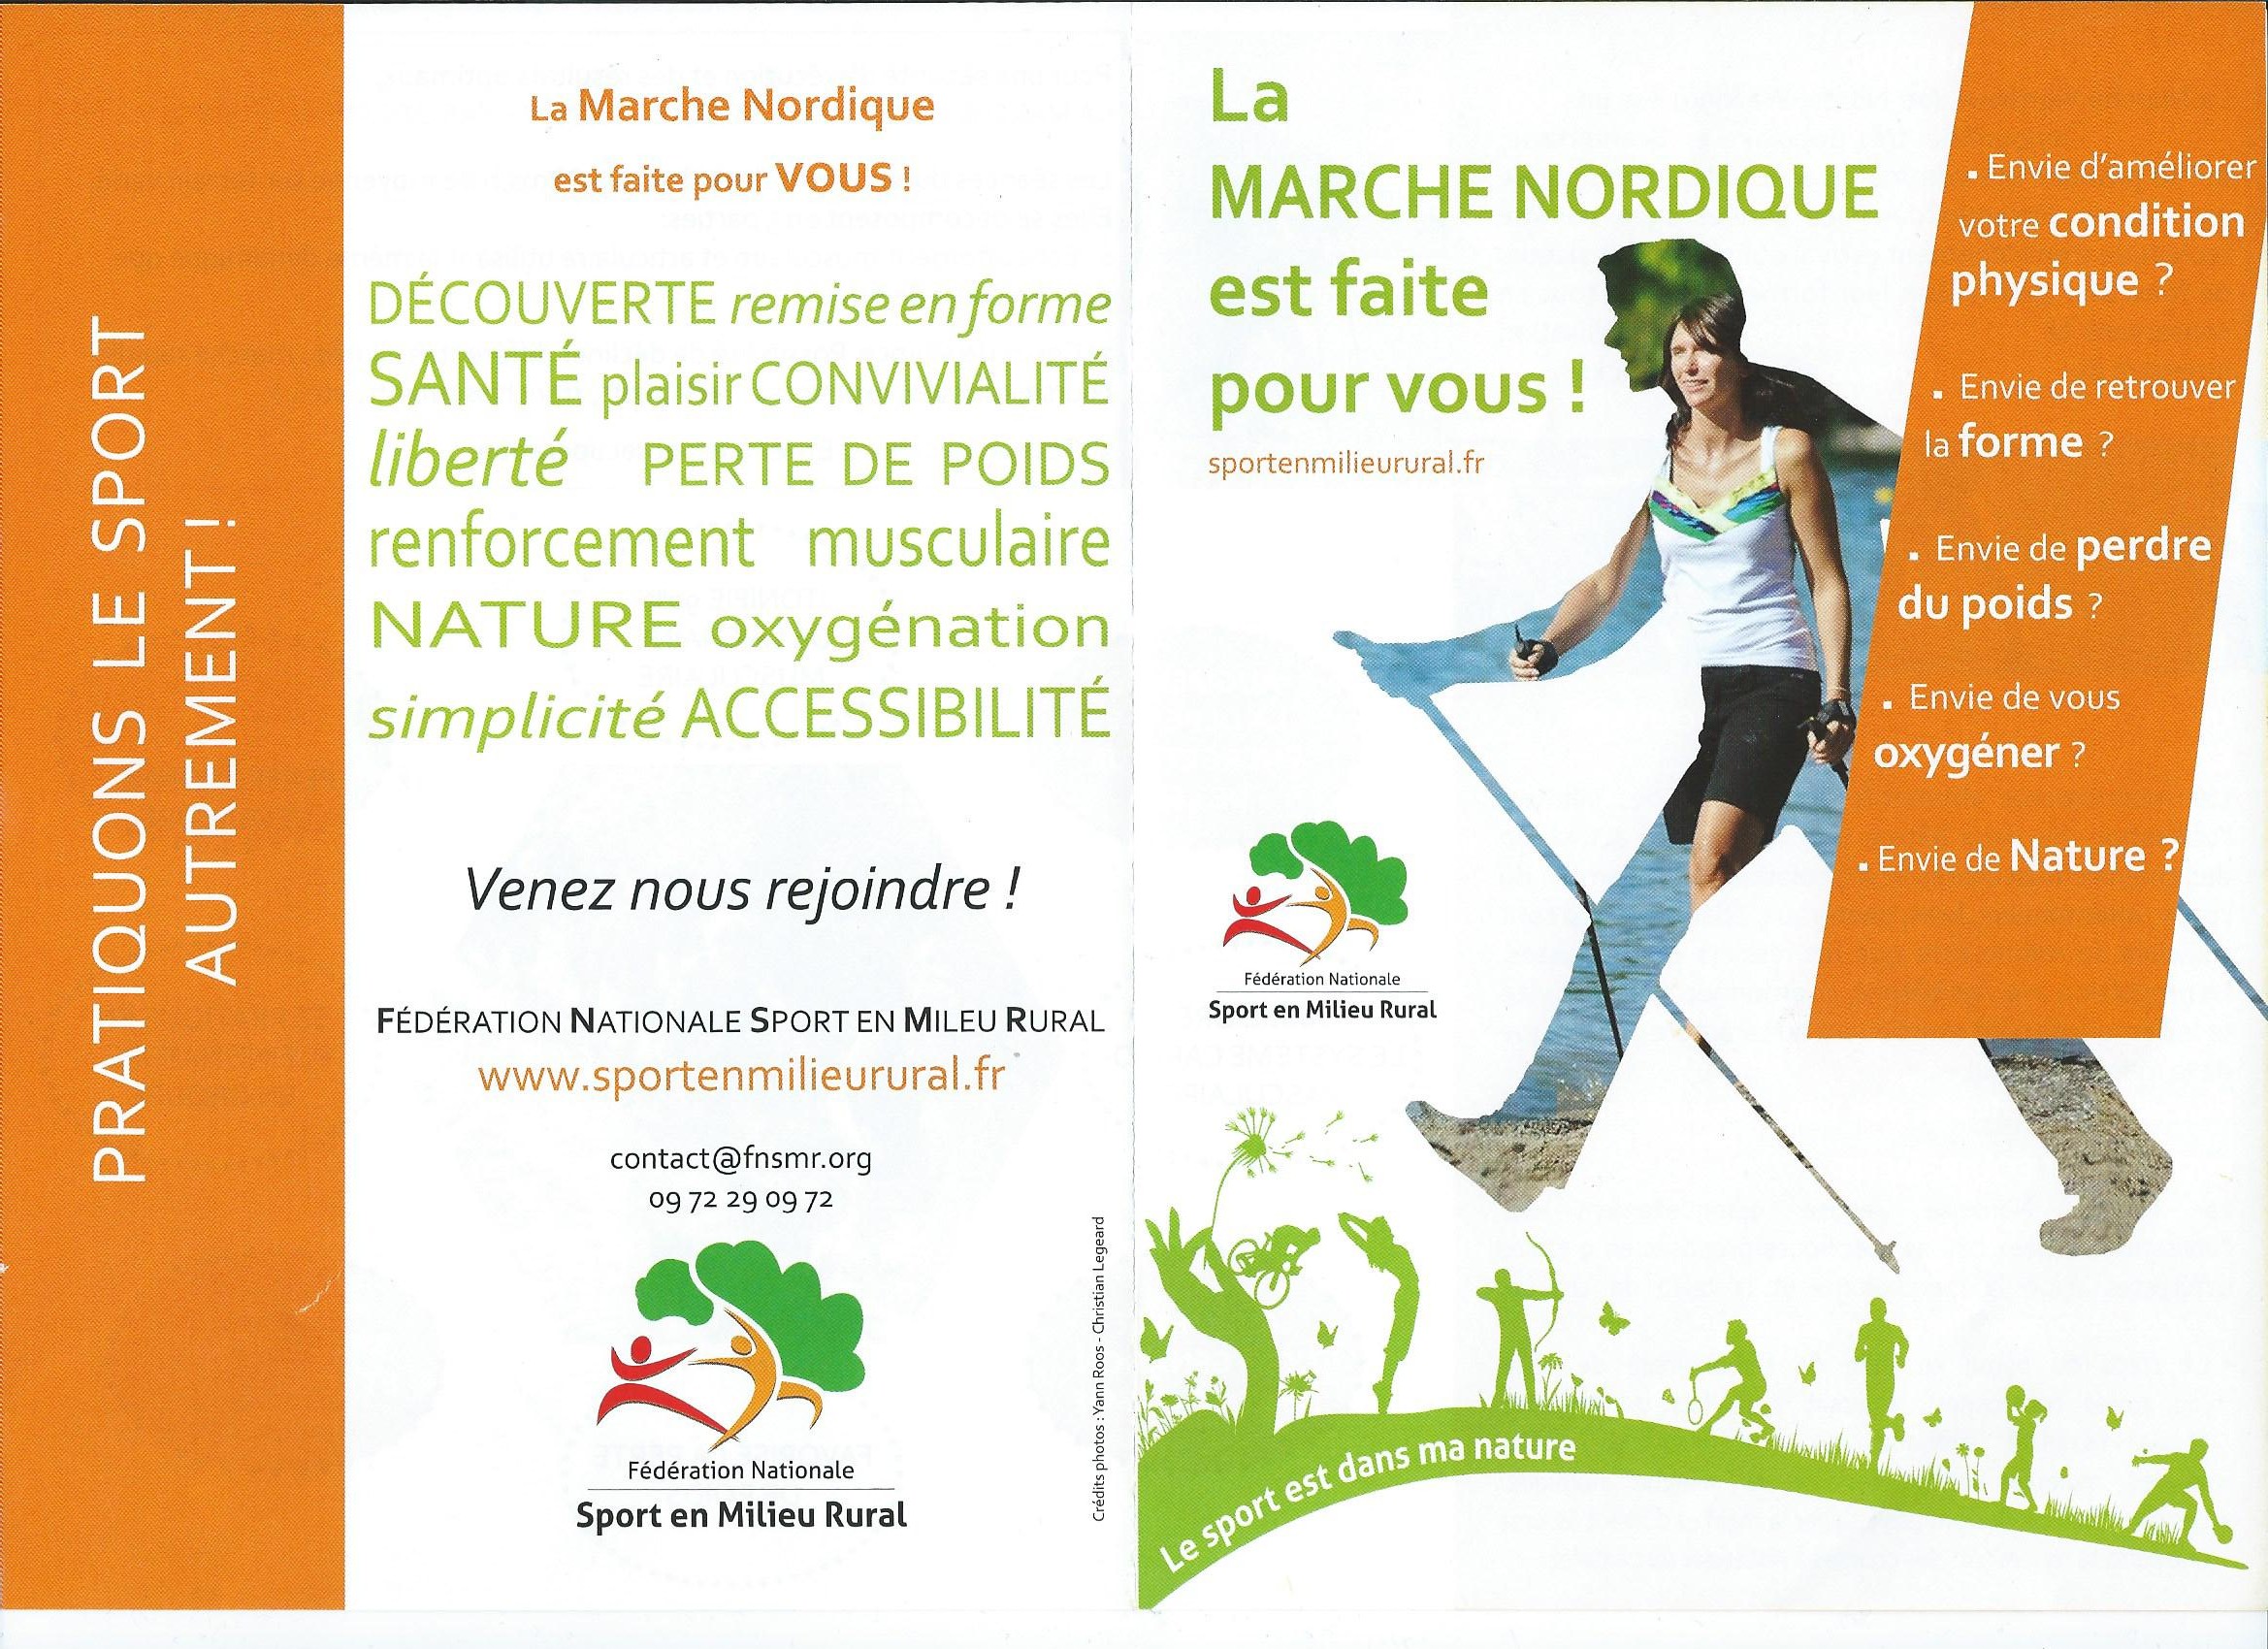 PRATIQUONS LE SPORT
AUTREMENT !
La Marche Nordique
est faite pour VOUS !
DÉCOUVERTE remise en forme
SANTÉ plaisir CONVIVIALITÉ
liberté PERTE DE POIDS
renforcement musculaire
NATURE oxygénation
simplicité ACCESSIBILITÉ
Venez nous rejoindre !
FÉDÉRATION NATIONALE SPORT EN MILEU RURAL
www.sportenmilieurural.fr
contact@fnsmr.org
09 72 29 09 72
Fédération Nationale
Sport en Milieu Rural
Crédits photos : Yann Roos - Christian Legeard
La
MARCHE NORDIQUE
est faite
pour vous !
sportenmilieurural.fr
Fédération Nationale
Sport en Milieu Rural
. Envie d'améliorer
votre condition
physique ?
. Envie de retrouver
la forme ?
. Envie de perdre
du poids ?
. Envie de vous
oxygéner ?
. Envie de Nature ?
Le sport est dans ma nature